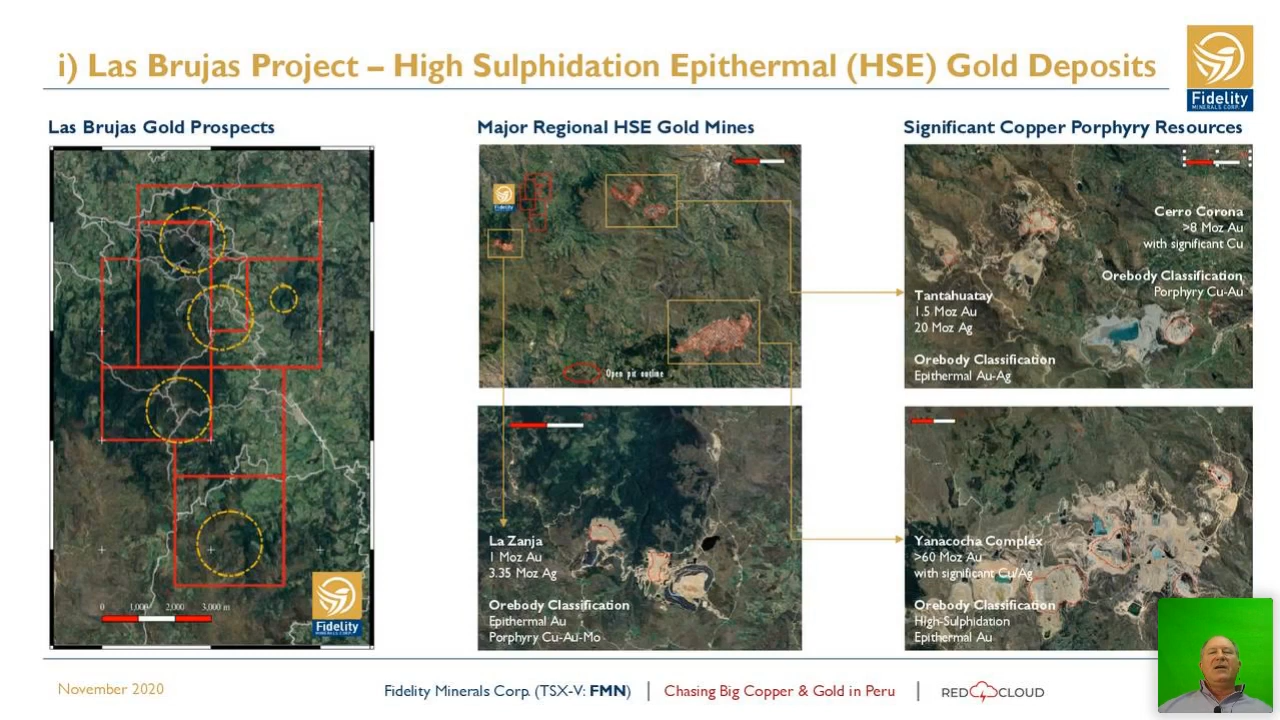 i) Las Brujas Project – High Sulphidation Epithermal (HSE) Gold Deposits
Fidelity
MINERALS CORP.
Las Brujas Gold Prospects
Major Regional HSE Gold Mines
Significant Copper Porphyry Resources
0 1,000 2,000 3,000 m
Fidelity
MINERALS CORP.
Fidelity
Open pit outline
Cerro Corona
>8 Moz Au
with significant Cu
Orebody Classification
Porphyry Cu-Au
Tantahuatay
1.5 Moz Au
20 Moz Ag
Orebody Classification
Epithermal Au-Ag
La Zanja
1 Moz Au
3.35 Moz Ag
Orebody Classification
Epithermal Au
Porphyry Cu-Au-Mo
Yanacocha Complex
>60 Moz Au
with significant Cu/Ag
Orebody Classification
High-Sulphidation
Epithermal Au
November 2020
Fidelity Minerals Corp. (TSX-V: FMN) | Chasing Big Copper & Gold in Peru | RED CLOUD